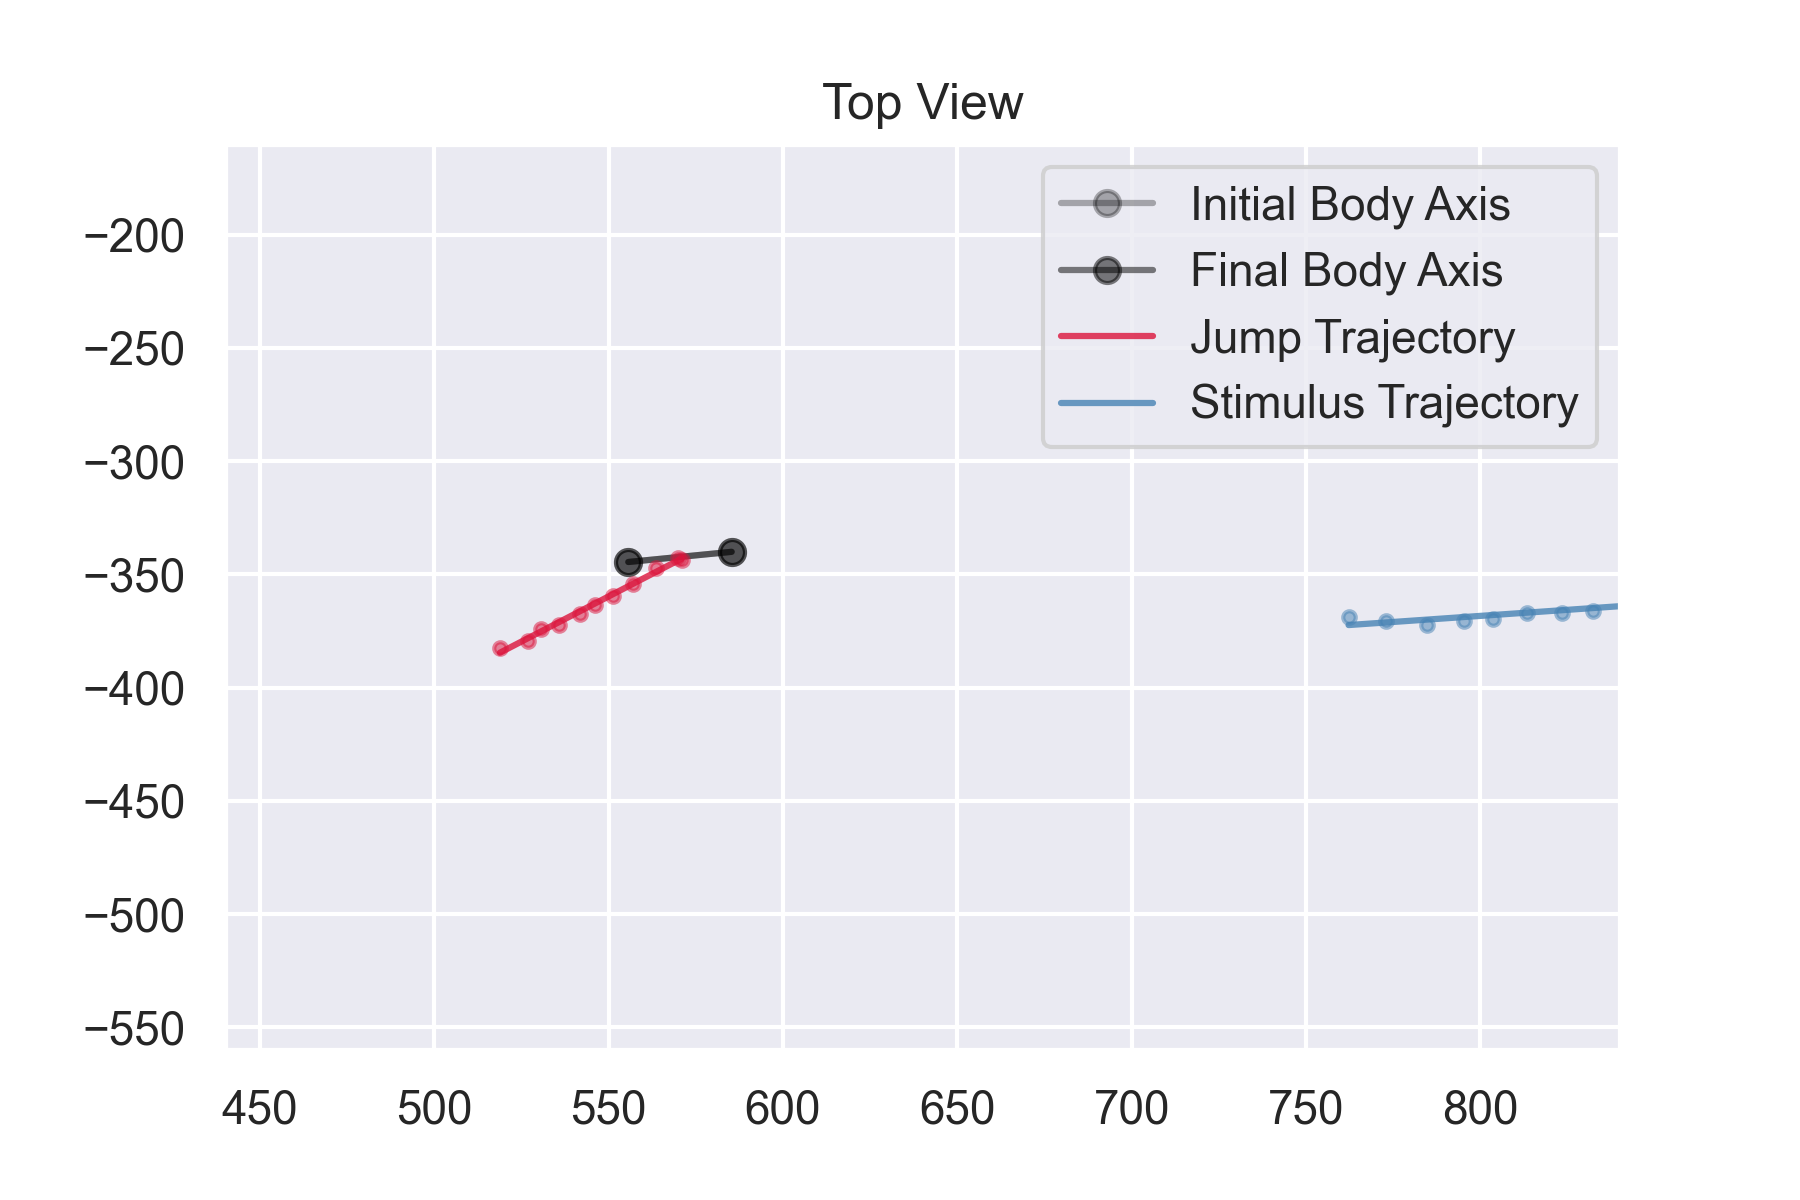 Top View
Initial Body Axis
Final Body Axis
Jump Trajectory
Stimulus Trajectory
−200
−250
−300
−350
−400
−450
−500
−550
450 500 550 600 650 700 750 800